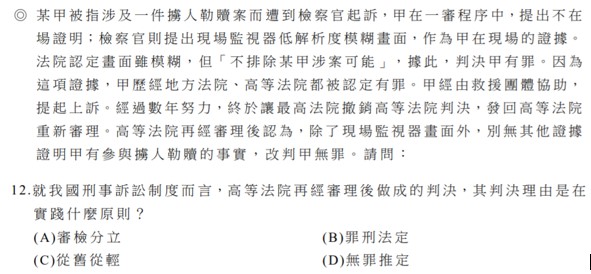 ◎ 某甲被指涉及一件擄人勒贖案而遭到檢察官起訴，甲在一審程序中，提出不在
場證明；檢察官則提出現場監視器低解析度模糊畫面，作為甲在現場的證據。
法院認定畫面雖模糊，但「不排除某甲涉案可能」，據此，判決甲有罪。因為
這項證據，甲歷經地方法院、高等法院都被認定有罪。甲經由救援團體協助，
提起上訴。經過數年努力，終於讓最高法院撤銷高等法院判決，發回高等法院
重新審理。高等法院再經審理後認為，除了現場監視器畫面外，別無其他證據
證明甲有參與擄人勒贖的事實，改判甲無罪。請問：
12.就我國刑事訴訟制度而言，高等法院再經審理後做成的判決，其判決理由是在
實踐什麼原則？
(A)審檢分立 (B)罪刑法定
(C)從舊從輕 (D)無罪推定